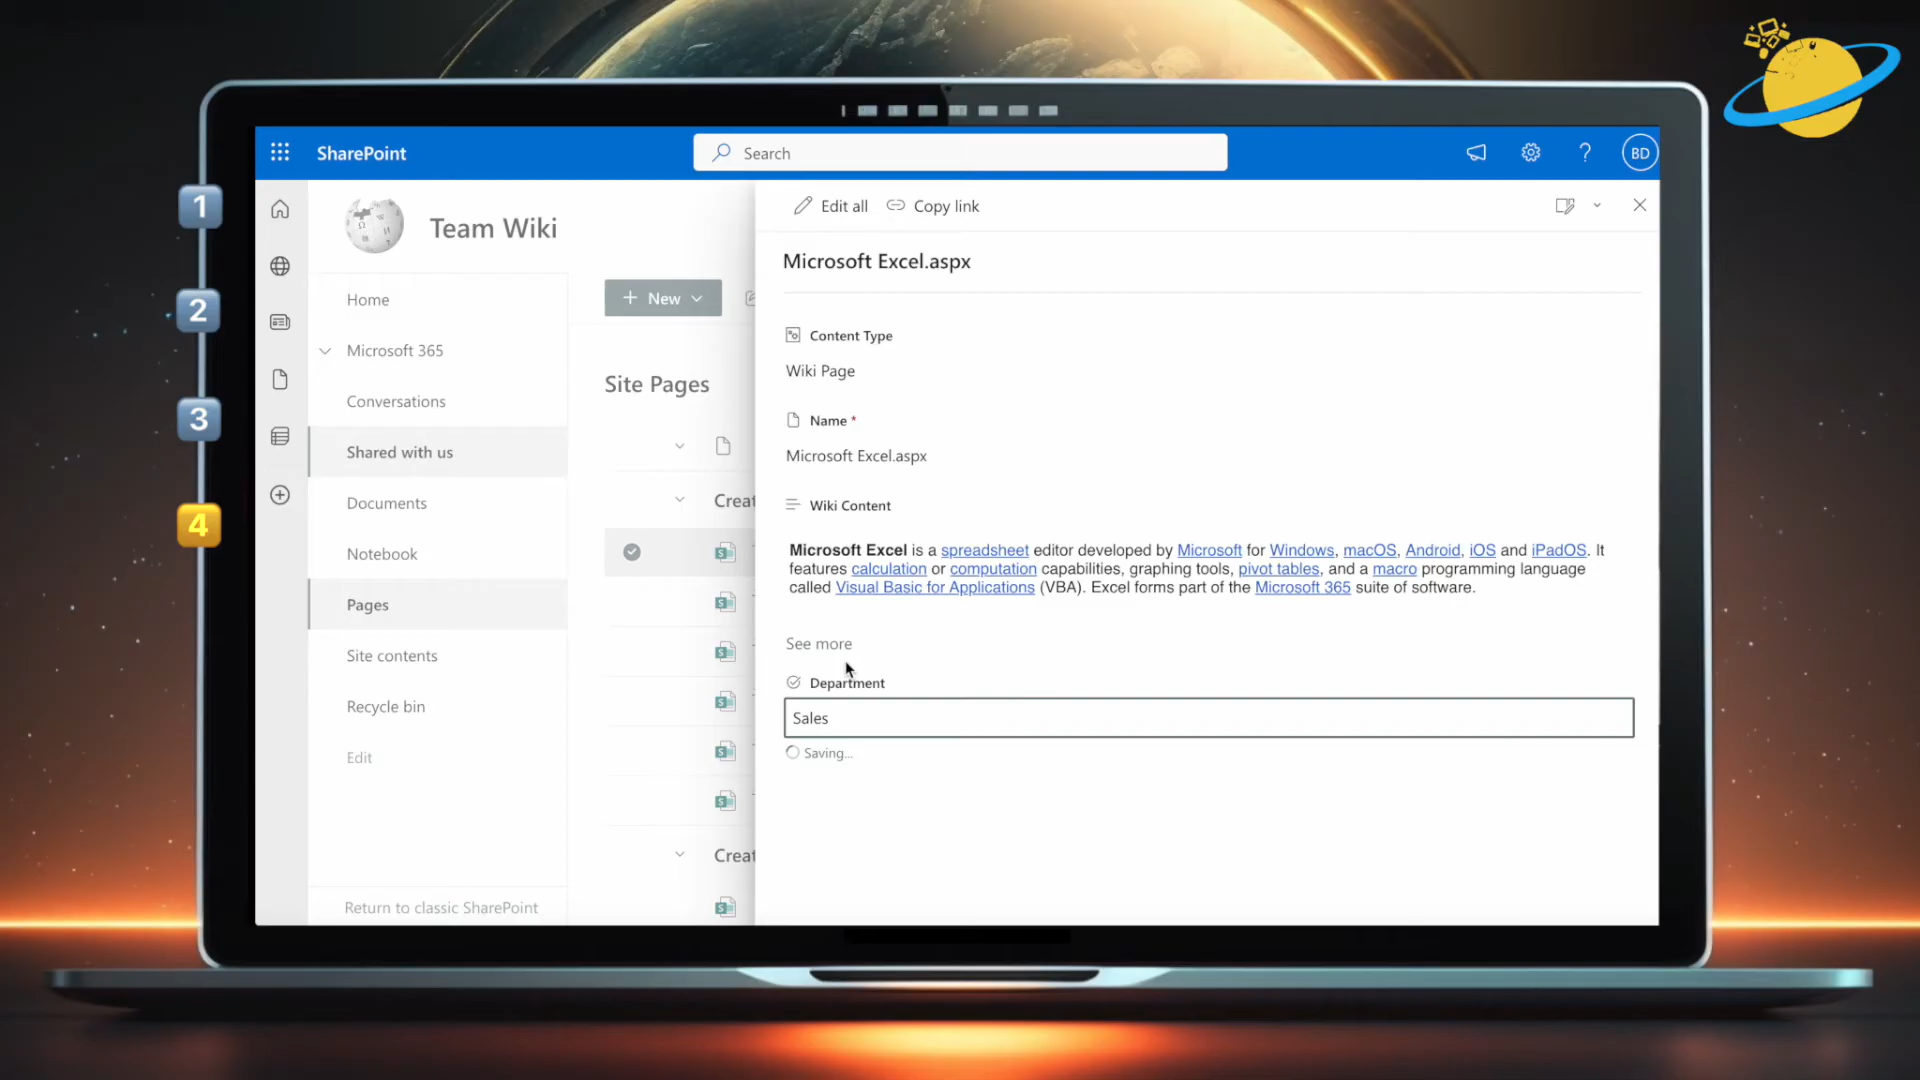 SharePoint
Search
BD
1
2
3
4
Team Wiki
Home
Microsoft 365
Conversations
Shared with us
Documents
Notebook
Pages
Site contents
Recycle bin
Edit
Return to classic SharePoint
New
Site Pages
Creat
Creat
Edit all
Copy link
Microsoft Excel.aspx
Content Type
Wiki Page
Name *
Microsoft Excel.aspx
Wiki Content
Microsoft Excel is a spreadsheet editor developed by Microsoft for Windows, macOS, Android, iOS and iPadOS. It
features calculation or computation capabilities, graphing tools, pivot tables, and a macro programming language
called Visual Basic for Applications (VBA). Excel forms part of the Microsoft 365 suite of software.
See more
Department
Sales
Saving...